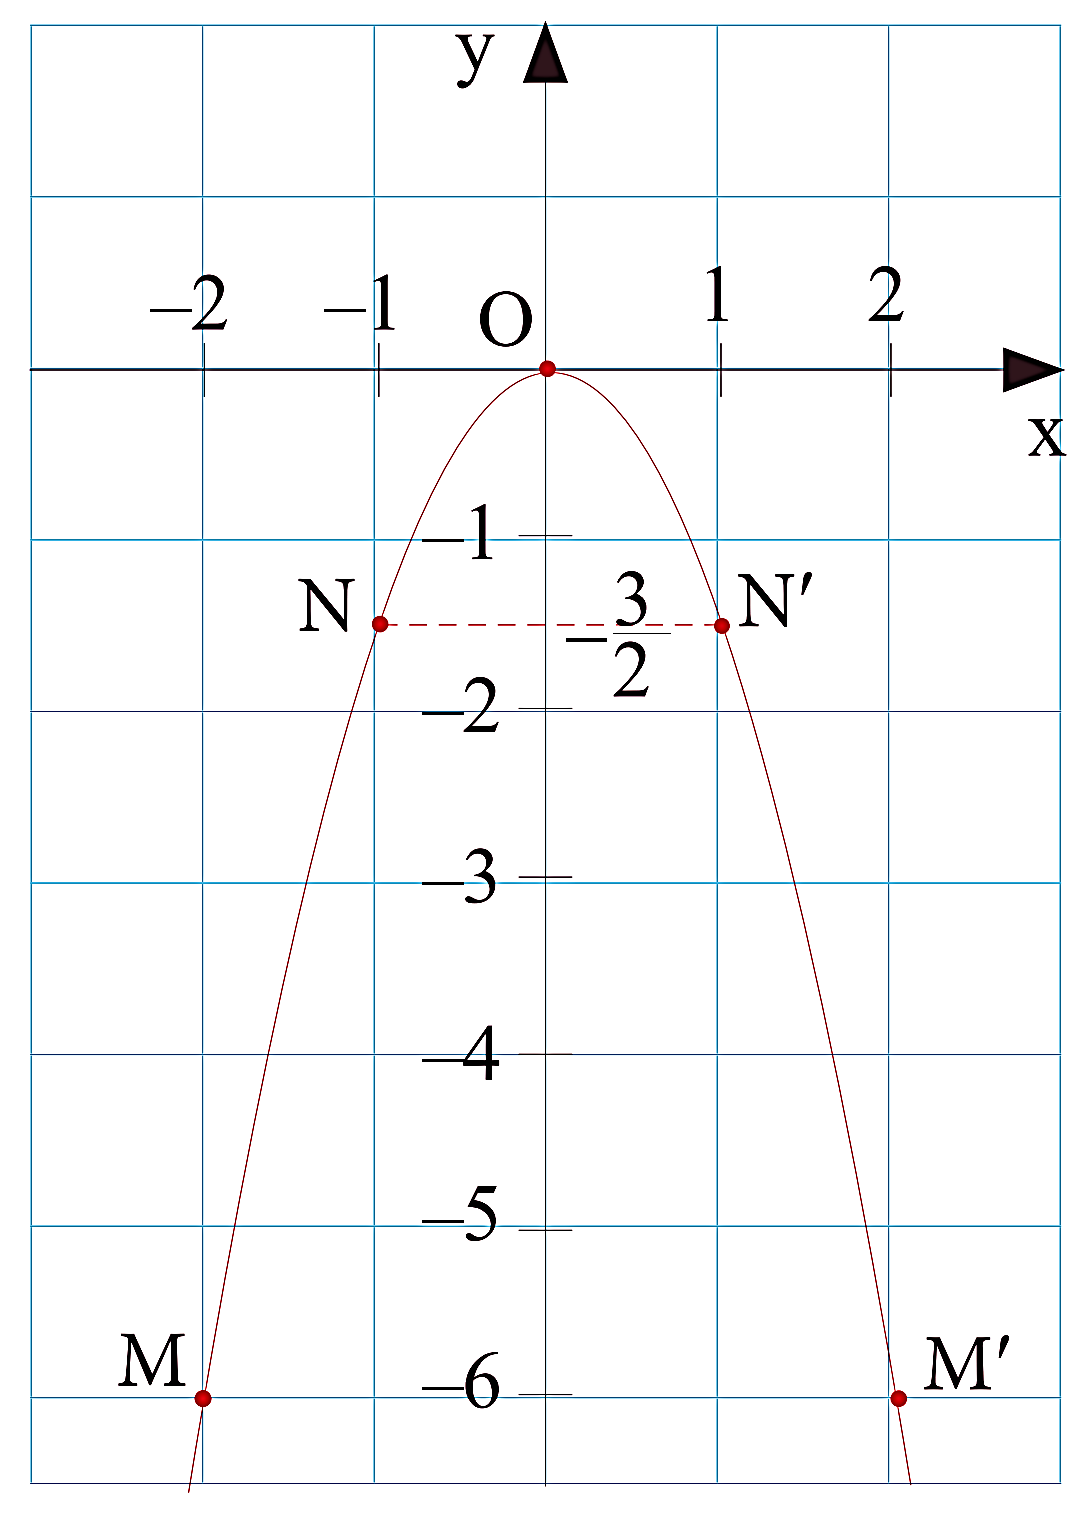 y
–2 –1 O 1 2
x
–1
N –3/2 N′
–2
–3
–4
–5
M M′
–6